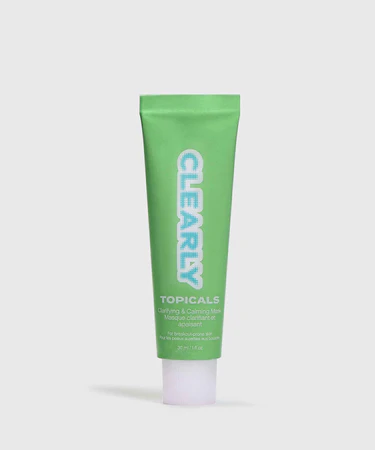 CLEARLY
TOPICALS
Clarifying & Calming Mask
Masque clarifiant et
apaisant